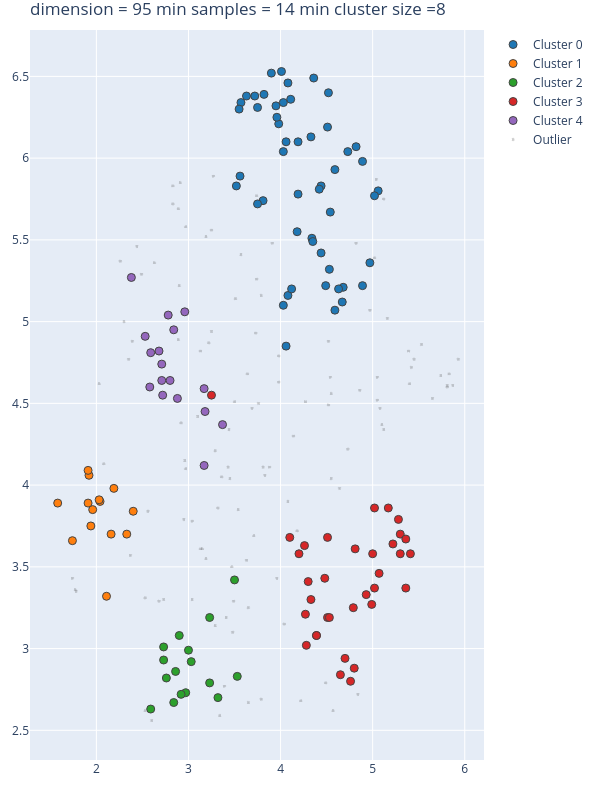 dimension = 95 min samples = 14 min cluster size =8
Cluster 0
Cluster 1
Cluster 2
Cluster 3
Cluster 4
Outlier
6.5
6
5.5
5
4.5
4
3.5
3
2.5
2 3 4 5 6